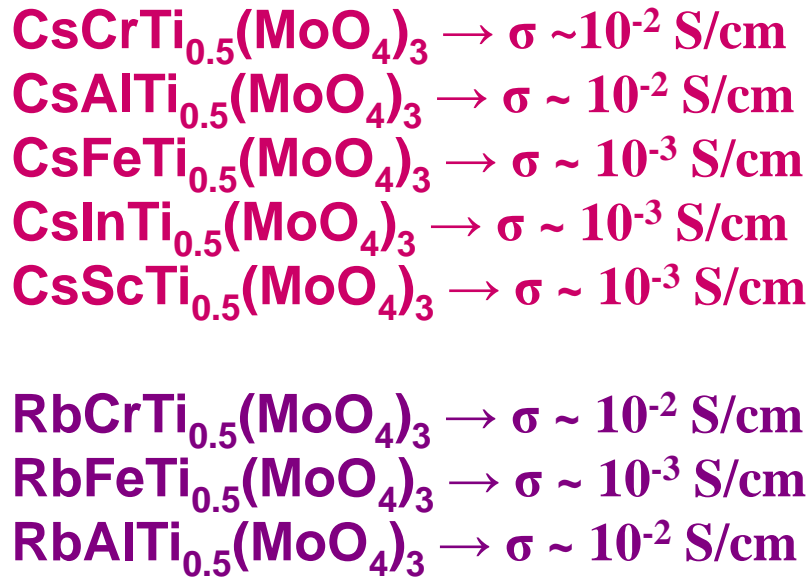 CsCrTi₀.₅(MoO₄)₃ → σ ~10⁻² S/cm
CsAlTi₀.₅(MoO₄)₃ → σ ~ 10⁻² S/cm
CsFeTi₀.₅(MoO₄)₃ → σ ~ 10⁻³ S/cm
CsInTi₀.₅(MoO₄)₃ → σ ~ 10⁻³ S/cm
CsScTi₀.₅(MoO₄)₃ → σ ~ 10⁻³ S/cm
RbCrTi₀.₅(MoO₄)₃ → σ ~ 10⁻² S/cm
RbFeTi₀.₅(MoO₄)₃ → σ ~ 10⁻³ S/cm
RbAlTi₀.₅(MoO₄)₃ → σ ~ 10⁻² S/cm